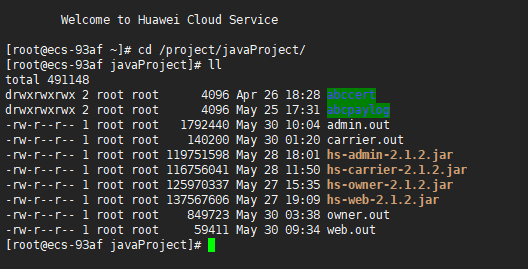 Welcome to Huawei Cloud Service
[root@ecs-93af ~]# cd /project/javaProject/
[root@ecs-93af javaProject]# ll
total 491148
drwxrwxrwx 2 root root      4096 Apr 26 18:28 abccert
drwxrwxrwx 2 root root      4096 May 25 17:31 abcpaylog
-rw-r--r-- 1 root root   1792440 May 30 10:04 admin.out
-rw-r--r-- 1 root root    140200 May 30 01:20 carrier.out
-rw-r--r-- 1 root root 119751598 May 28 18:01 hs-admin-2.1.2.jar
-rw-r--r-- 1 root root 116756041 May 28 11:50 hs-carrier-2.1.2.jar
-rw-r--r-- 1 root root 125970337 May 27 15:35 hs-owner-2.1.2.jar
-rw-r--r-- 1 root root 137567606 May 27 19:09 hs-web-2.1.2.jar
-rw-r--r-- 1 root root    849723 May 30 03:38 owner.out
-rw-r--r-- 1 root root     59411 May 30 09:34 web.out
[root@ecs-93af javaProject]#